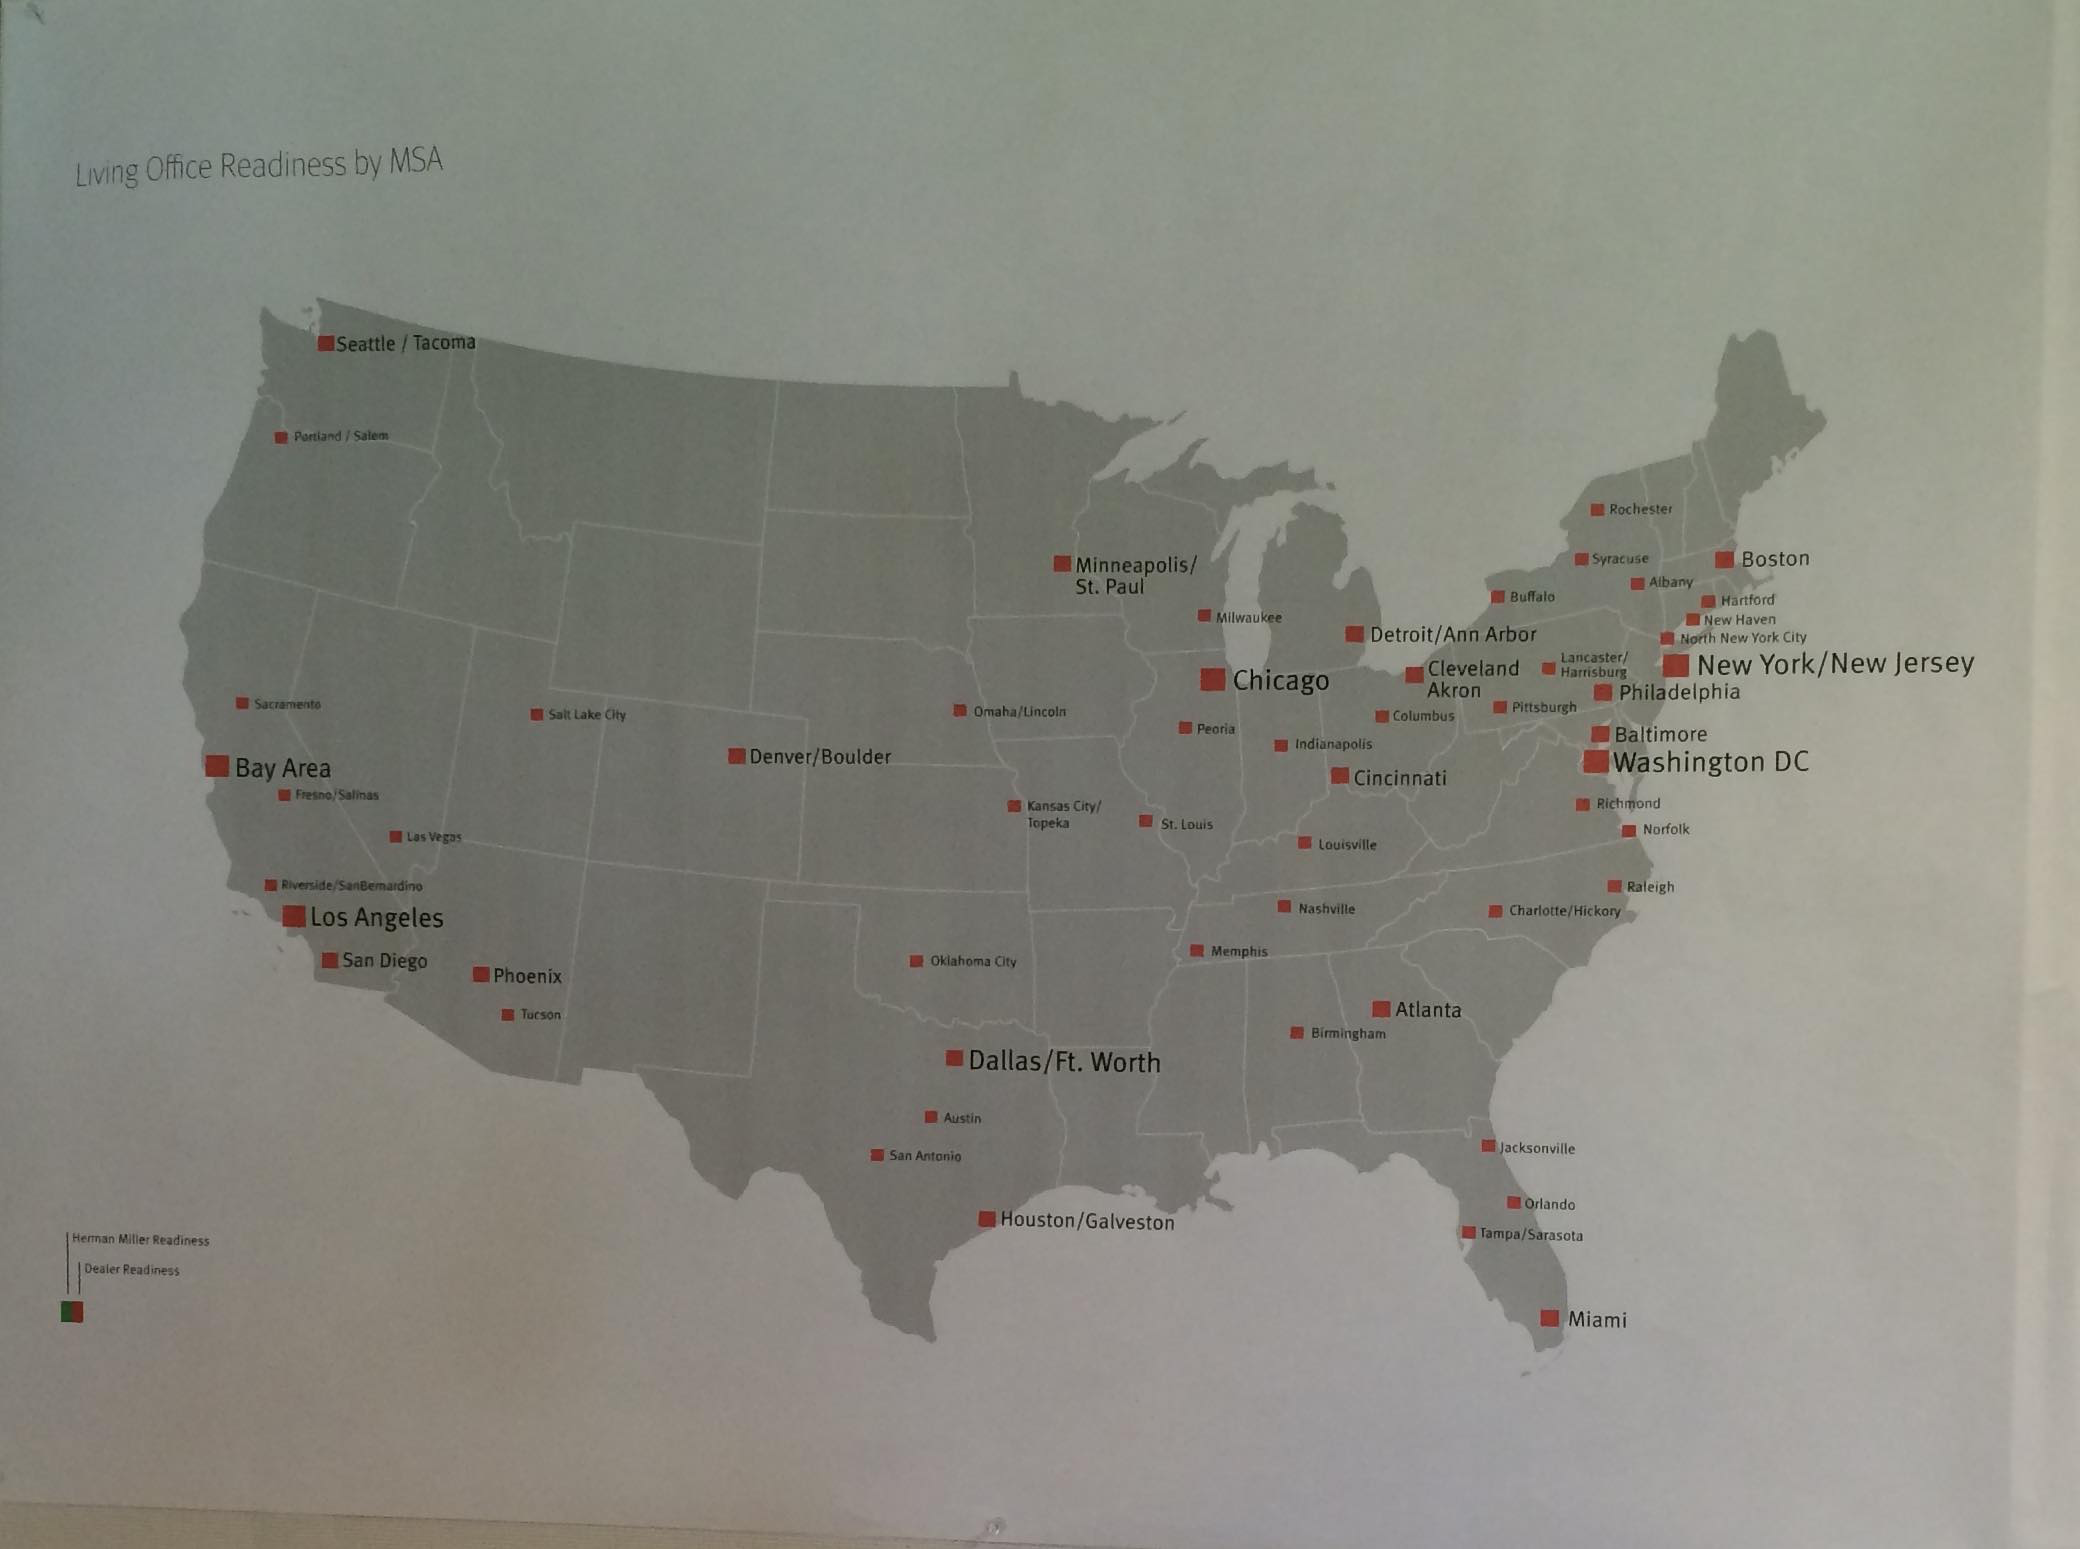 Living Office Readiness by MSA
Seattle / Tacoma
Portland / Salem
Minneapolis/
St. Paul
Milwaukee
Chicago
Peoria
Detroit/Ann Arbor
Cleveland
Akron
Columbus
Indianapolis
Cincinnati
Rochester
Syracuse
Boston
Albany
Buffalo
Hartford
New Haven
North New York City
Lancaster/
Harrisburg
New York/New Jersey
Philadelphia
Pittsburgh
Baltimore
Washington DC
Richmond
Norfolk
Raleigh
Charlotte/Hickory
Sacramento
Bay Area
Fresno/Salinas
Las Vegas
Riverside/SanBernardino
Los Angeles
San Diego
Phoenix
Tucson
Salt Lake City
Denver/Boulder
Omaha/Lincoln
Kansas City/
Topeka
St. Louis
Louisville
Nashville
Memphis
Oklahoma City
Atlanta
Birmingham
Dallas/Ft. Worth
Austin
San Antonio
Houston/Galveston
Jacksonville
Orlando
Tampa/Sarasota
Miami
Herman Miller Readiness
Dealer Readiness